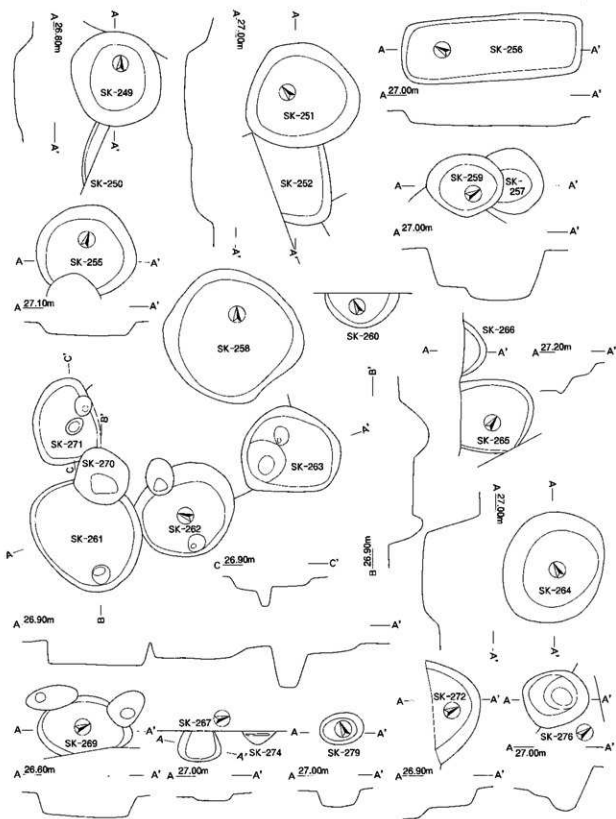 A
26.80m
A
SK-249
A'
A'
SK-250
A
27.00m
A
SK-251
SK-252
A'
A'
A
SK-256
A'
A
27.00m
A'
A
SK-259
SK-257
A'
A
27.00m
A'
A
SK-255
A'
A
27.10m
A'
SK-258
SK-260
A
SK-266
A'
A
27.20m
A'
SK-265
C'
B'
SK-271
C
SK-270
SK-263
A'
B'
SK-261
SK-262
A
B
C
26.90m
C'
26.90m
B
A
27.00m
A
SK-264
A'
A'
A
26.90m
A'
A
SK-269
A'
A
26.60m
A'
SK-267
A
A'
SK-274
A
27.00m
A'
A
SK-279
A'
A
27.00m
A'
A
SK-272
A'
A
26.90m
A'
A
SK-276
A'
A
27.00m
A'